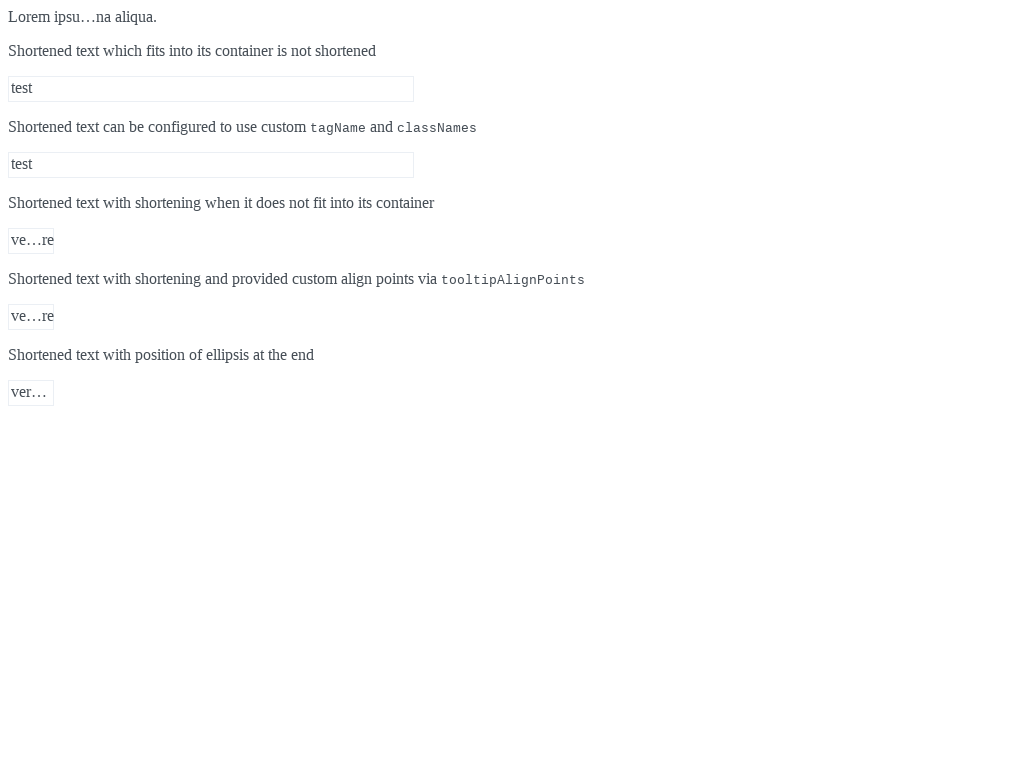 Lorem ipsu…na aliqua.
Shortened text which fits into its container is not shortened
test
Shortened text can be configured to use custom tagName and classNames
test
Shortened text with shortening when it does not fit into its container
ve…re
Shortened text with shortening and provided custom align points via tooltipAlignPoints
ve…re
Shortened text with position of ellipsis at the end
ver…